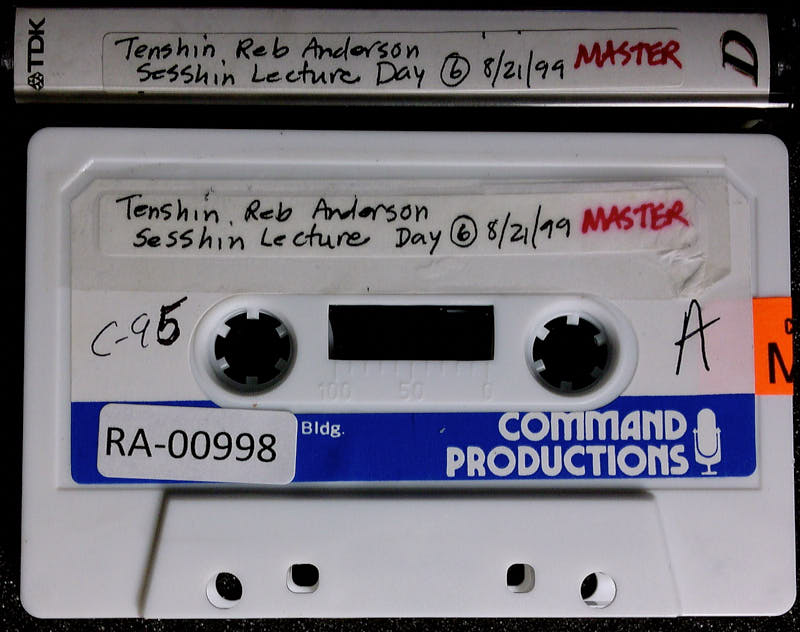 TDK
Tenshin Reb Anderson
Sesshin Lecture Day 6 8/21/99 MASTER
D
Tenshin Reb Anderson
Sesshin Lecture Day 6 8/21/99 MASTER
C-95
A
100 50 0
RA-00998
Bldg.
COMMAND
PRODUCTIONS